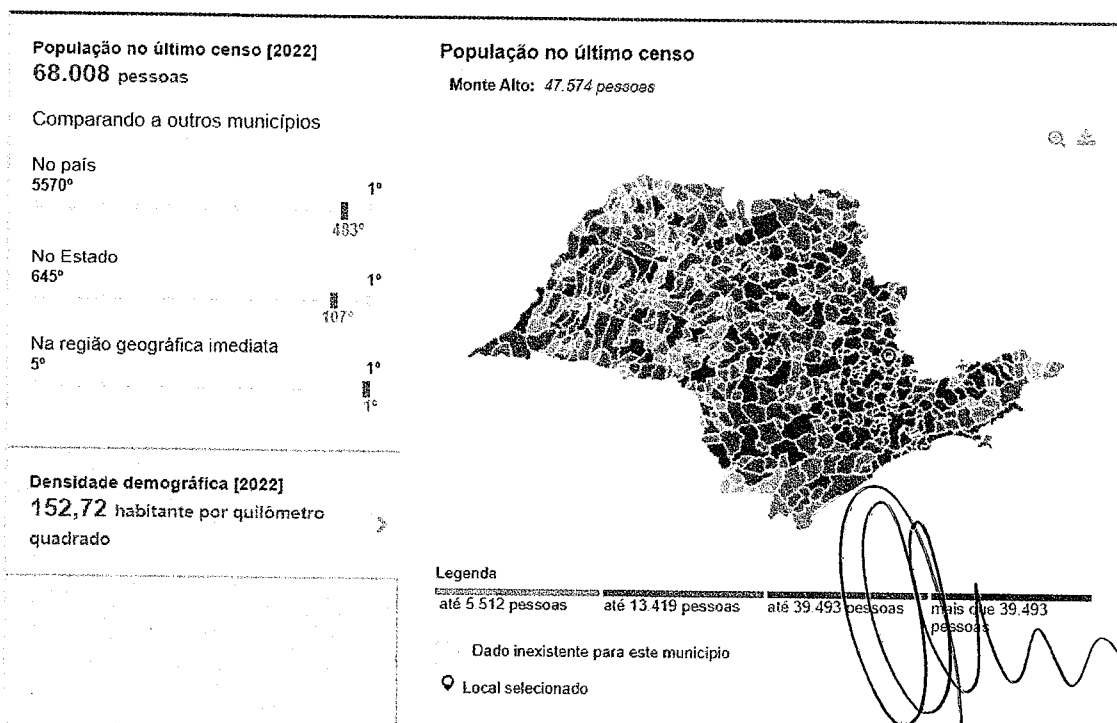 População no último censo [2022]
68.008 pessoas
Comparando a outros municípios
No país
5570º
1º
483º
No Estado
645º
1º
107º
Na região geográfica imediata
5º
1º
1º
Densidade demográfica [2022]
152,72 habitante por quilômetro
quadrado
População no último censo
Monte Alto: 47.574 pessoas
Legenda
até 5.512 pessoas
até 13.419 pessoas
até 39.493 pessoas
mais que 39.493
pessoas
Dado inexistente para este municipio
Local selecionado